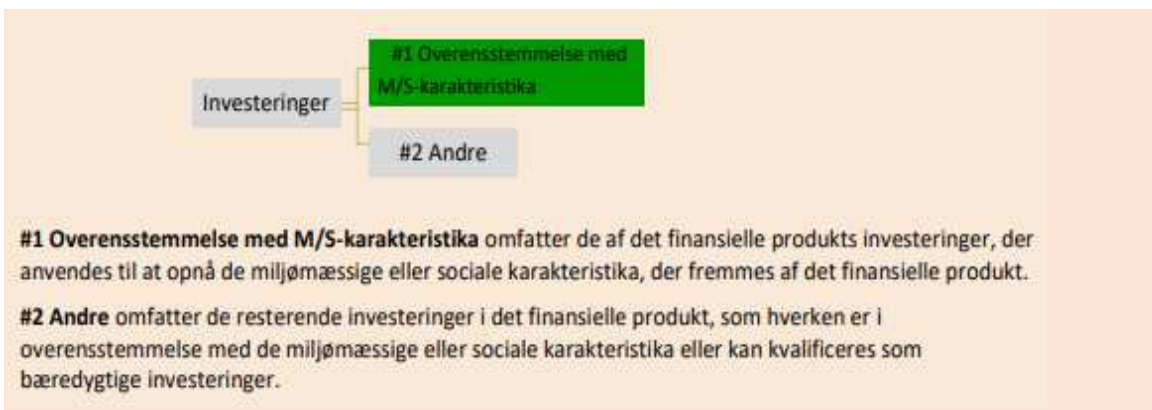 #1 Overensstemmelse med
M/S-karakteristika
Investeringer
#2 Andre
#1 Overensstemmelse med M/S-karakteristika omfatter de af det finansielle produkts investeringer, der
anvendes til at opnå de miljømæssige eller sociale karakteristika, der fremmes af det finansielle produkt.
#2 Andre omfatter de resterende investeringer i det finansielle produkt, som hverken er i
overensstemmelse med de miljømæssige eller sociale karakteristika eller kan kvalificeres som
bæredygtige investeringer.